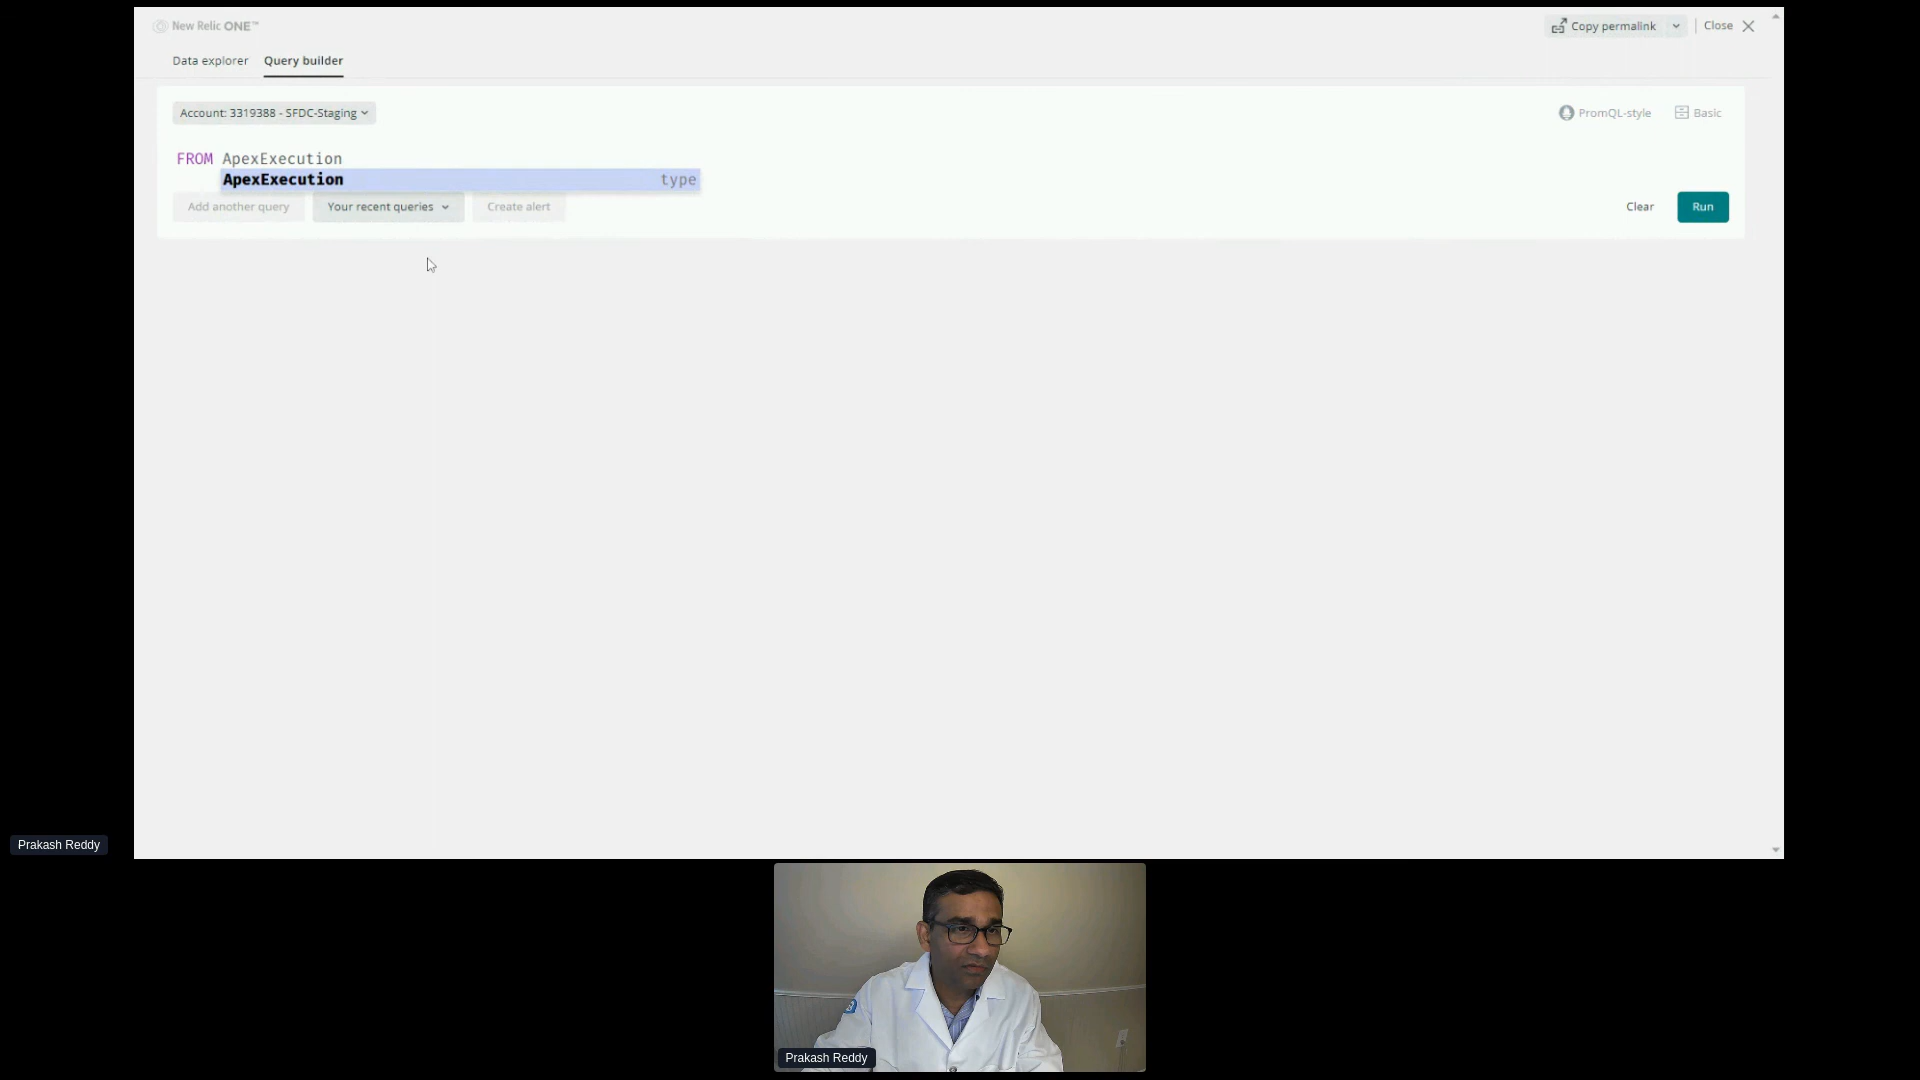 New Relic ONE™
Copy permalink
Close
Data explorer
Query builder
Account: 3319388 - SFDC-Staging
PromQL-style
Basic
FROM ApexExecution
ApexExecution type
Add another query
Your recent queries
Create alert
Clear
Run
Prakash Reddy
Prakash Reddy